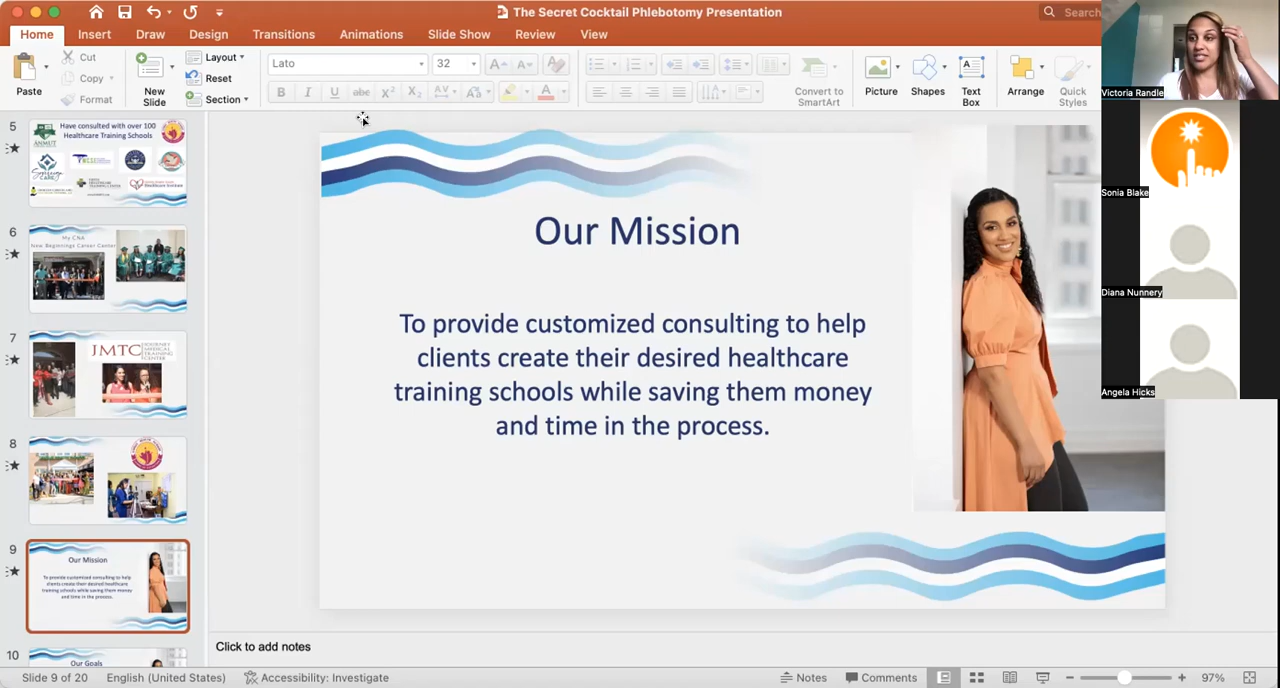 The Secret Cocktail Phlebotomy Presentation
Search
Home
Insert
Draw
Design
Transitions
Animations
Slide Show
Review
View
Paste
Cut
Copy
Format
New Slide
Layout
Reset
Section
Lato
32
Convert to SmartArt
Picture
Shapes
Text Box
Arrange
Quick Styles
Victoria Randle
Sonia Blake
Diana Nunnery
Angela Hicks
5
Have consulted with over 100
Healthcare Training Schools
6
My CNA
New Beginnings Career Center
7
JMTC
8
9
Our Mission
To provide customized consulting to help
clients create their desired healthcare
training schools while saving them money
and time in the process.
10
Our Goals
Our Mission
To provide customized consulting to help
clients create their desired healthcare
training schools while saving them money
and time in the process.
Click to add notes
Slide 9 of 20
English (United States)
Accessibility: Investigate
Notes
Comments
97%